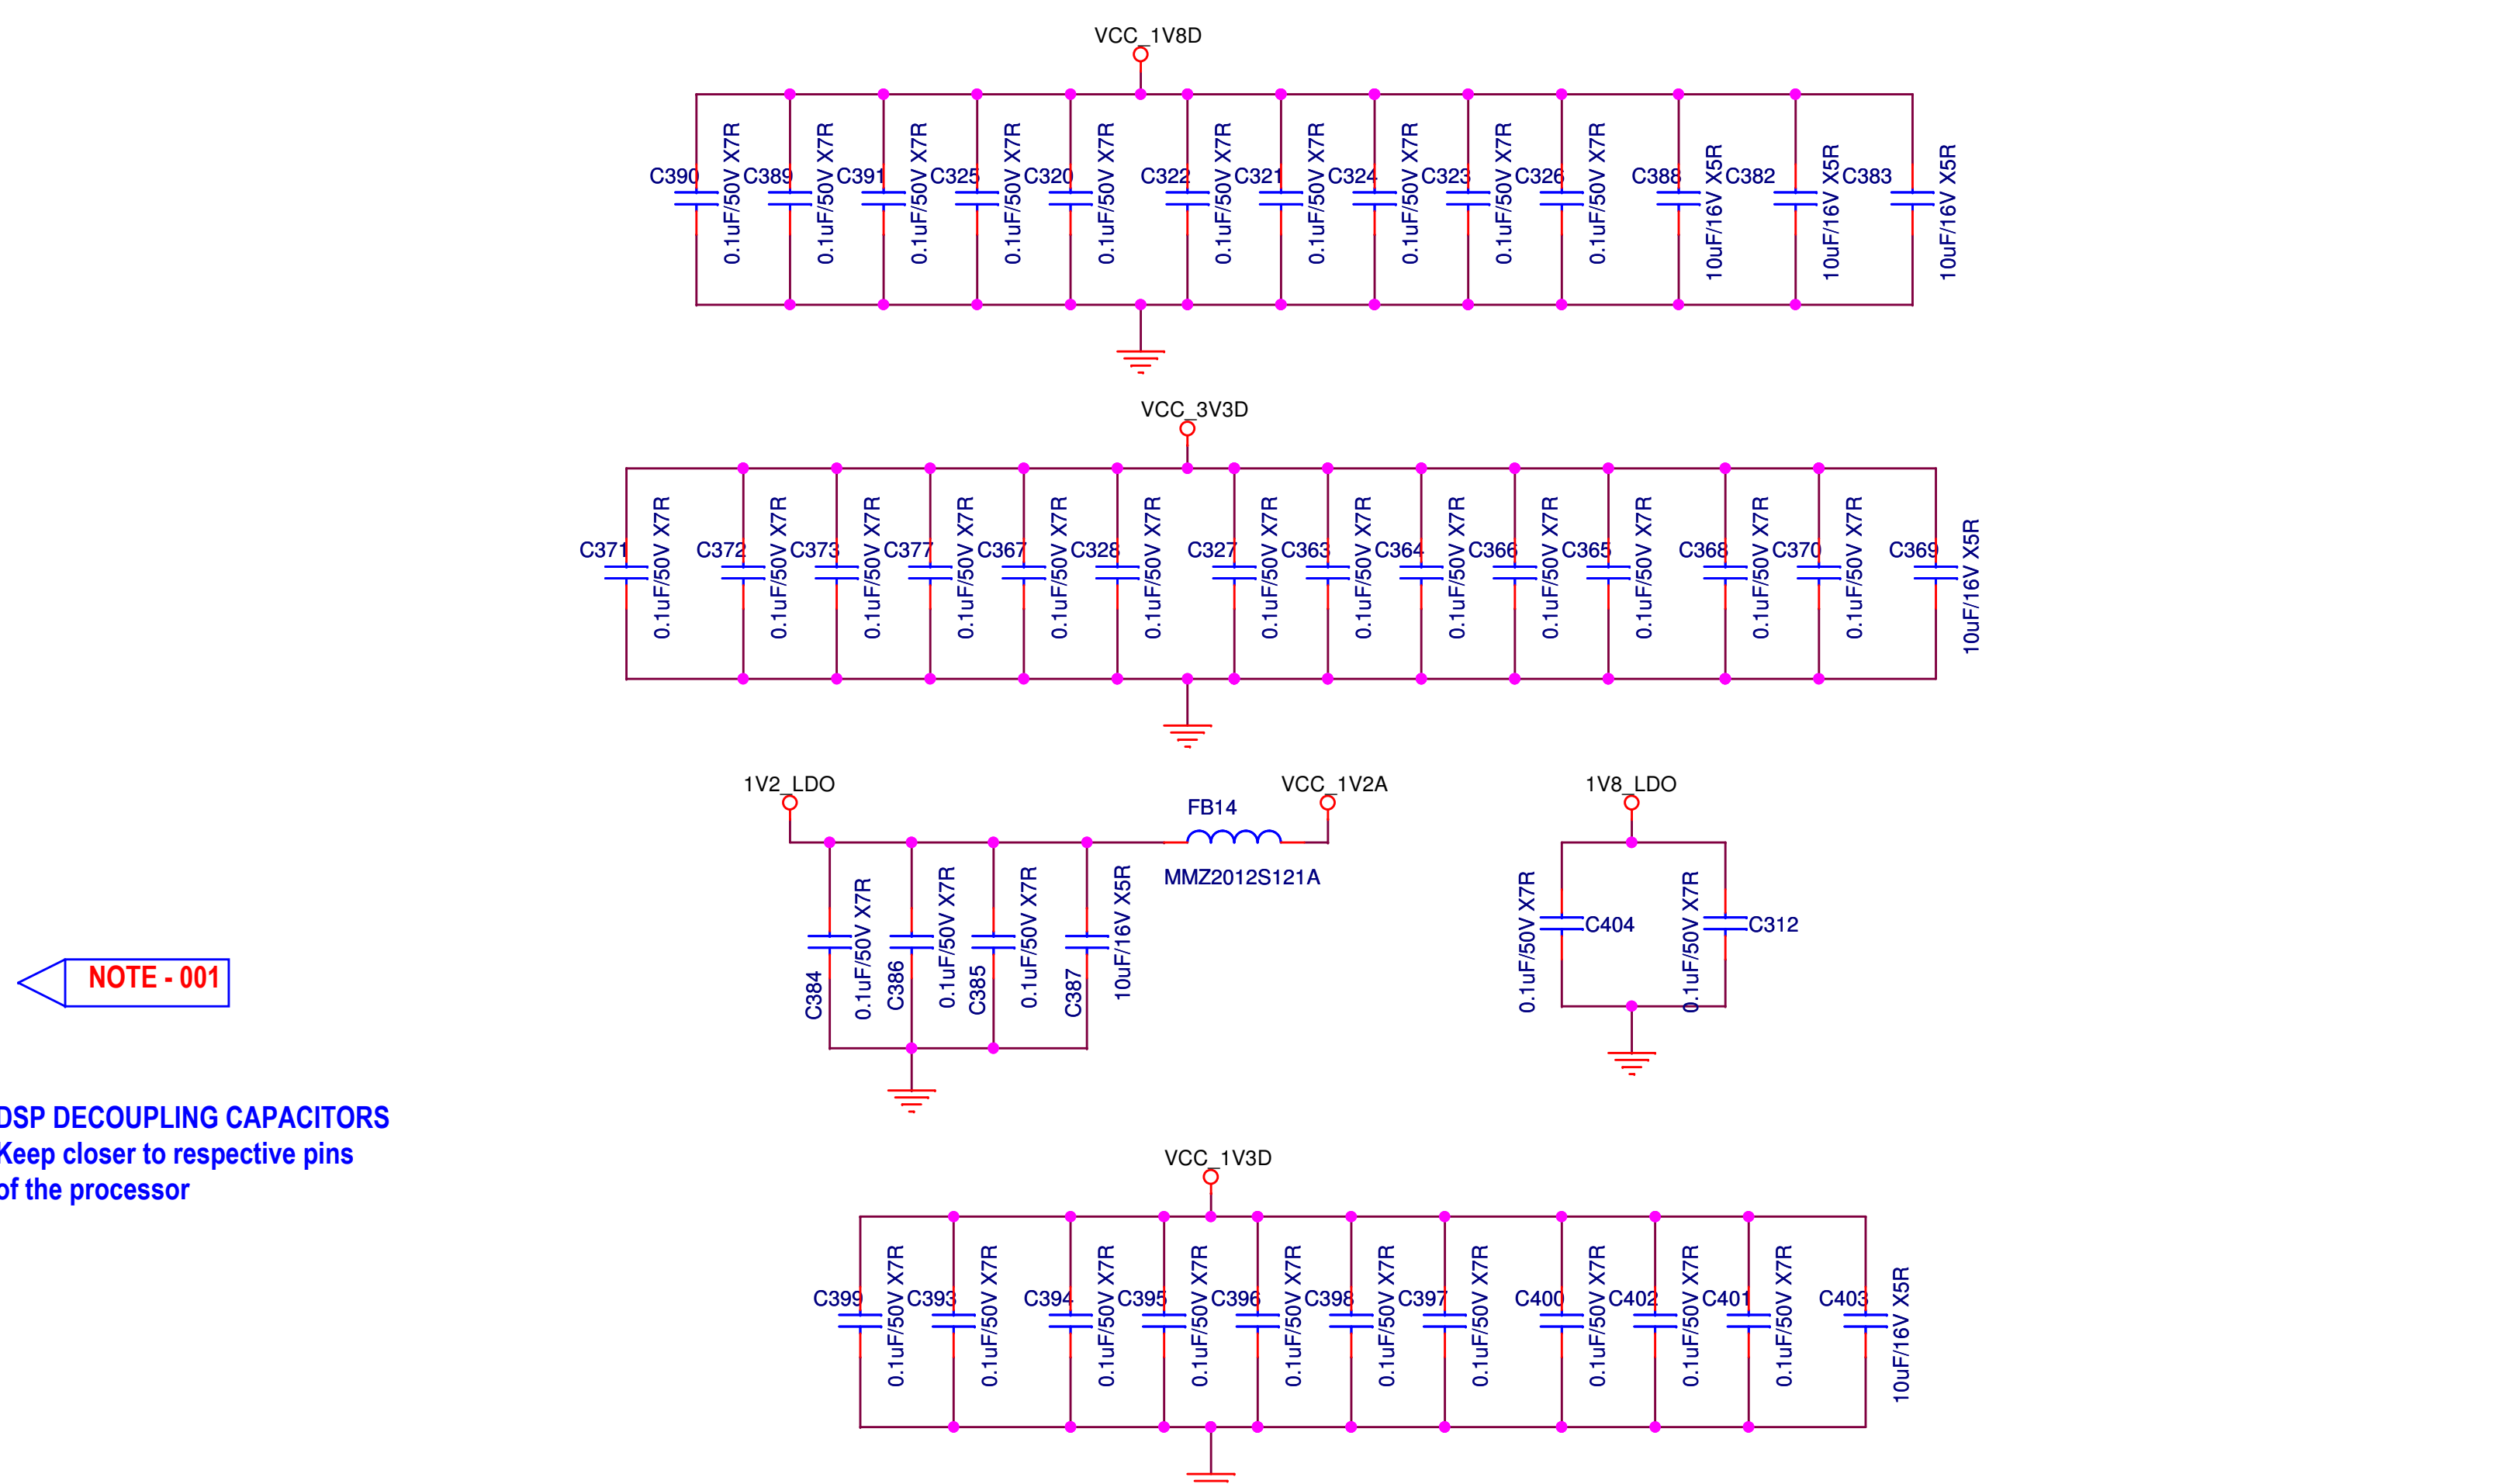 VCC_1V8D
C390
0.1uF/50V X7R
C389
0.1uF/50V X7R
C391
0.1uF/50V X7R
C325
0.1uF/50V X7R
C320
0.1uF/50V X7R
C322
0.1uF/50V X7R
C321
0.1uF/50V X7R
C324
0.1uF/50V X7R
C323
0.1uF/50V X7R
C326
0.1uF/50V X7R
C388
10uF/16V X5R
C382
10uF/16V X5R
C383
10uF/16V X5R
VCC_3V3D
C371
0.1uF/50V X7R
C372
0.1uF/50V X7R
C373
0.1uF/50V X7R
C377
0.1uF/50V X7R
C367
0.1uF/50V X7R
C328
0.1uF/50V X7R
C327
0.1uF/50V X7R
C363
0.1uF/50V X7R
C364
0.1uF/50V X7R
C366
0.1uF/50V X7R
C365
0.1uF/50V X7R
C368
0.1uF/50V X7R
C370
0.1uF/50V X7R
C369
10uF/16V X5R
1V2_LDO
FB14
VCC_1V2A
MMZ2012S121A
C384
0.1uF/50V X7R
C386
0.1uF/50V X7R
C385
0.1uF/50V X7R
C387
10uF/16V X5R
1V8_LDO
0.1uF/50V X7R
C404
0.1uF/50V X7R
C312
NOTE - 001
DSP DECOUPLING CAPACITORS
Keep closer to respective pins
of the processor
VCC_1V3D
C399
0.1uF/50V X7R
C393
0.1uF/50V X7R
C394
0.1uF/50V X7R
C395
0.1uF/50V X7R
C396
0.1uF/50V X7R
C398
0.1uF/50V X7R
C397
0.1uF/50V X7R
C400
0.1uF/50V X7R
C402
0.1uF/50V X7R
C401
0.1uF/50V X7R
C403
10uF/16V X5R